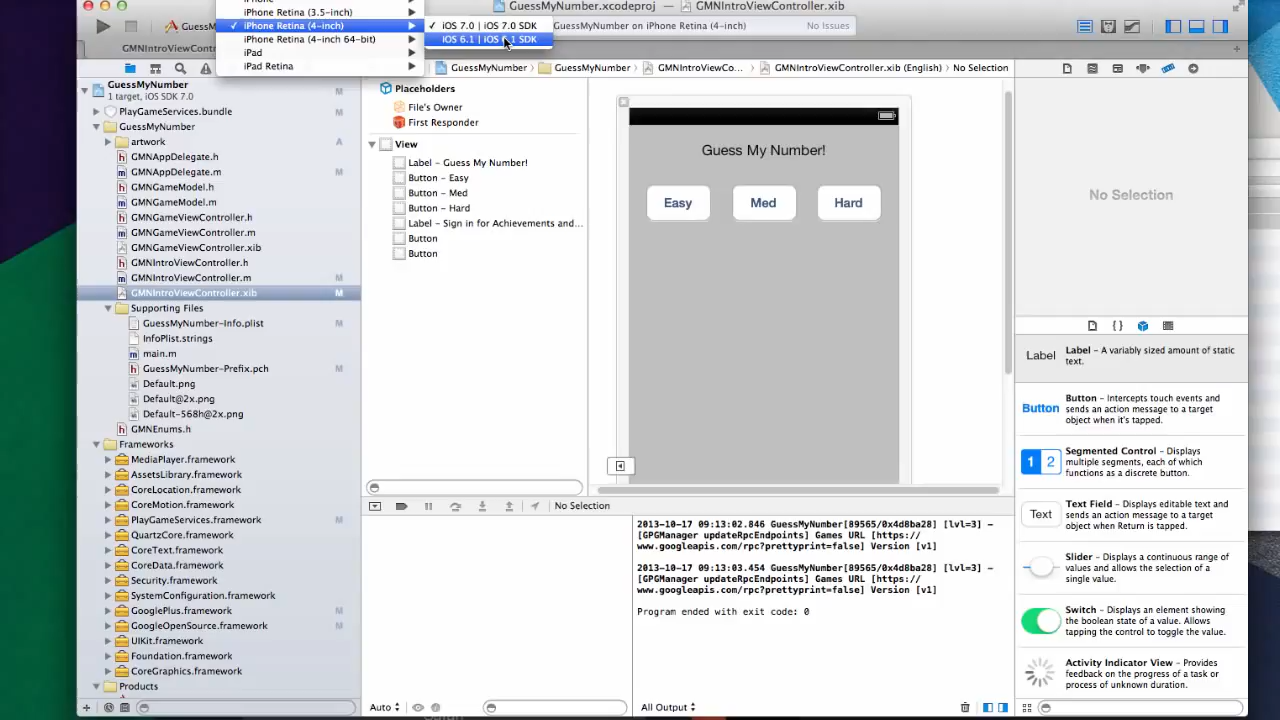 iPhone
GuessMyNumber.xcodeproj — GMNIntroViewController.xib
iPhone Retina (3.5-inch)
✓ iPhone Retina (4-inch)
✓ iOS 7.0 | iOS 7.0 SDK
GuessMyNumber on iPhone Retina (4-inch)
No Issues
GuessM
iPhone Retina (4-inch 64-bit)
iOS 6.1 | iOS 6.1 SDK
GMNIntroViewCo
iPad
iPad Retina
GuessMyNumber
GuessMyNumber
GMNIntroViewCo...
GMNIntroViewController.xib (English)
No Selection
GuessMyNumber
1 target, iOS SDK 7.0
M
PlayGameServices.bundle
M
GuessMyNumber
artwork
A
GMNAppDelegate.h
GMNAppDelegate.m
M
GMNGameModel.h
GMNGameModel.m
GMNGameViewController.h
GMNGameViewController.m
GMNGameViewController.xib
GMNIntroViewController.h
GMNIntroViewController.m
M
GMNIntroViewController.xib
M
Supporting Files
GuessMyNumber-Info.plist
M
InfoPlist.strings
main.m
GuessMyNumber-Prefix.pch
M
Default.png
Default@2x.png
Default-568h@2x.png
GMNEnums.h
Frameworks
MediaPlayer.framework
AssetsLibrary.framework
CoreLocation.framework
CoreMotion.framework
PlayGameServices.framework
M
QuartzCore.framework
CoreText.framework
CoreData.framework
Security.framework
SystemConfiguration.framework
GooglePlus.framework
M
GoogleOpenSource.framework
M
UIKit.framework
Foundation.framework
CoreGraphics.framework
Products
Placeholders
File's Owner
First Responder
View
Label – Guess My Number!
Button – Easy
Button – Med
Button – Hard
Label – Sign in for Achievements and...
Button
Button
Guess My Number!
Easy
Med
Hard
No Selection
2013-10-17 09:13:02.846 GuessMyNumber[89565/0x4d8ba28] [lvl=3] -
[GPGManager updateRpcEndpoints] Games URL [https://
www.googleapis.com/rpc?prettyprint=false] Version [v1]
2013-10-17 09:13:03.454 GuessMyNumber[89565/0x4d8ba28] [lvl=3] -
[GPGManager updateRpcEndpoints] Games URL [https://
www.googleapis.com/rpc?prettyprint=false] Version [v1]
Program ended with exit code: 0
Auto
All Output
No Selection
Label
Label – A variably sized amount of static
text.
Button
Button – Intercepts touch events and
sends an action message to a target
object when it's tapped.
1 2
Segmented Control – Displays
multiple segments, each of which
functions as a discrete button.
Text
Text Field – Displays editable text and
sends an action message to a target
object when Return is tapped.
Slider – Displays a continuous range of
values and allows the selection of a
single value.
Switch – Displays an element showing
the boolean state of a value. Allows
tapping the control to toggle the value.
Activity Indicator View – Provides
feedback on the progress of a task or
process of unknown duration.